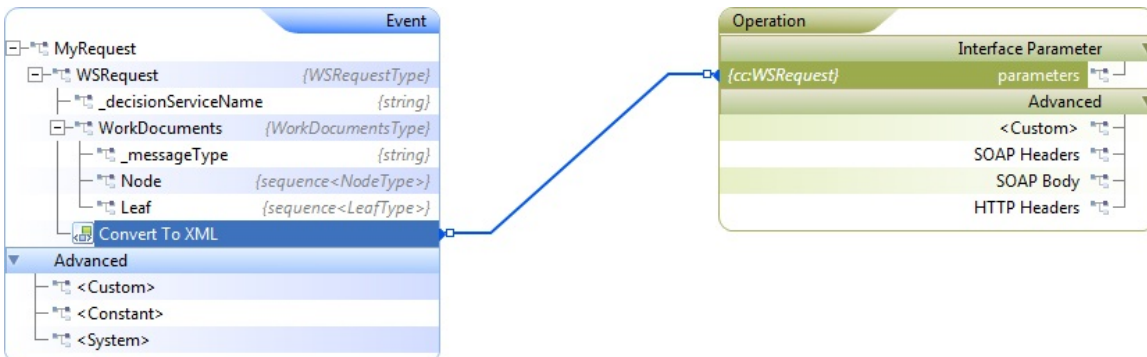 Event
MyRequest
WSRequest {WSRequestType}
_decisionServiceName {string}
WorkDocuments {WorkDocumentsType}
_messageType {string}
Node {sequence<NodeType>}
Leaf {sequence<LeafType>}
Convert To XML
Advanced
<Custom>
<Constant>
<System>
Operation
Interface Parameter
{cc:WSRequest} parameters
Advanced
<Custom>
SOAP Headers
SOAP Body
HTTP Headers